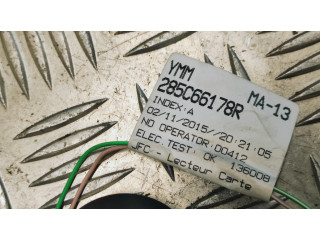 YMM
MA-13
285C66178R
INDEX:A
02/11/2015/ 20:21:05
NO OPERATOR:00412
ELEC.TEST: OK 136008
JFC - Lecteur Carte